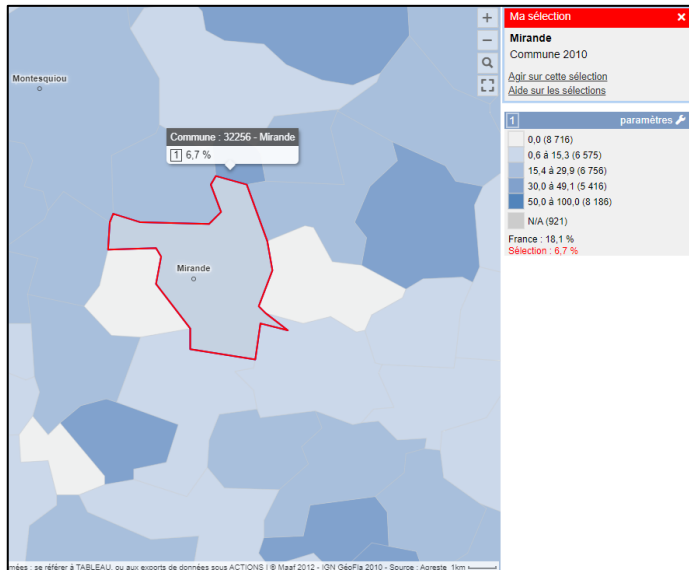 Montesquiou
Commune : 32256 - Mirande
1 6,7 %
Mirande
+
−
Ma sélection ×
Mirande
Commune 2010
Agir sur cette sélection
Aide sur les sélections
1 paramètres
0,0 (8 716)
0,6 à 15,3 (6 575)
15,4 à 29,9 (6 756)
30,0 à 49,1 (5 416)
50,0 à 100,0 (8 186)
N/A (921)
France : 18,1 %
Sélection : 6,7 %
mées : se référer à TABLEAU, ou aux exports de données sous ACTIONS | © Maaf 2012 - IGN GéoFla 2010 - Source : Agreste 1km